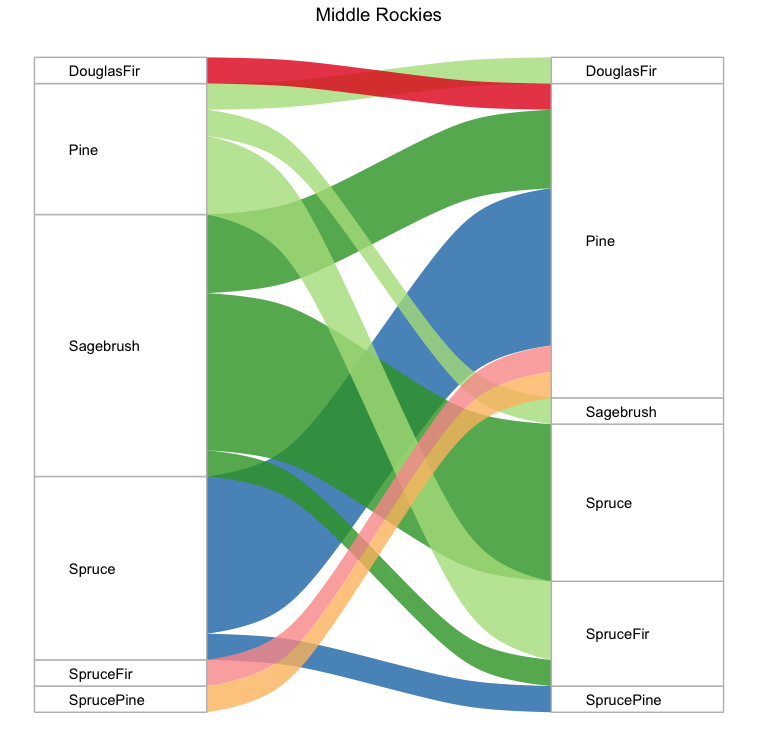 Middle Rockies
DouglasFir
Pine
Sagebrush
Spruce
SpruceFir
SprucePine
DouglasFir
Pine
Sagebrush
Spruce
SpruceFir
SprucePine